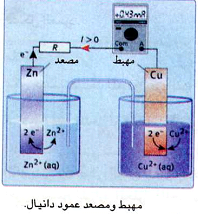 +0.43mA
Com A
R I > 0
e⁻
مصعد مهبط
Zn Cu
2 e⁻ Zn²⁺ 2 e⁻ Cu²⁺
Zn²⁺ (aq) Cu²⁺ (aq)
مهبط ومصعد عمود دانيال.